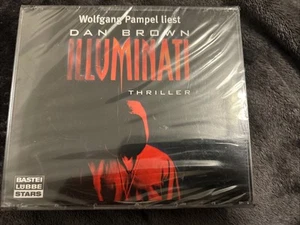 Wolfgang Pampel liest
DAN BROWN
ILLUMINATI
THRILLER
BASTEI
LÜBBE
STARS